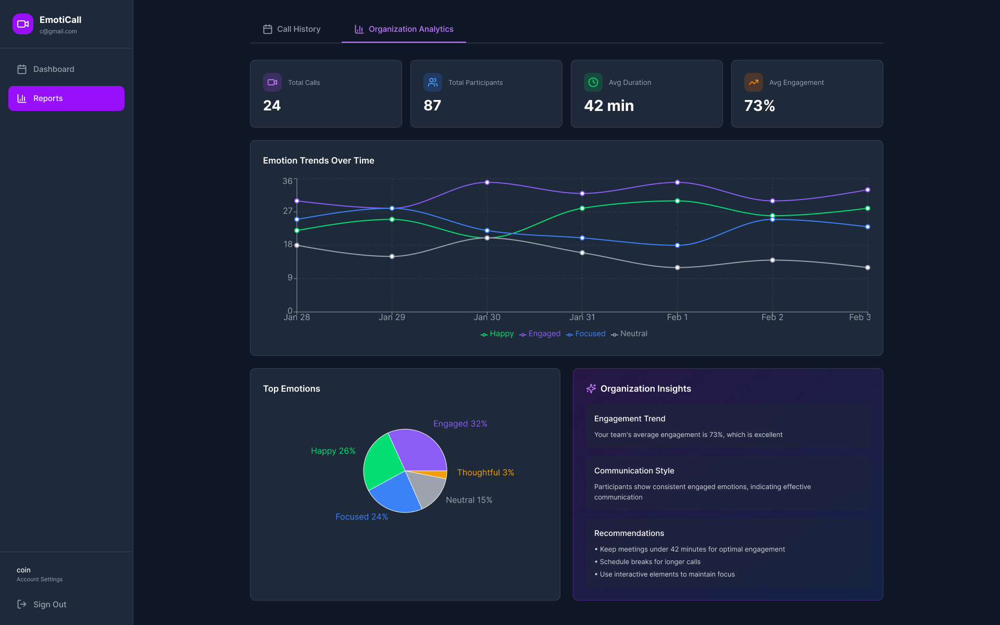 EmotiCall
c@gmail.com
Dashboard
Reports
coin
Account Settings
Sign Out
Call History
Organization Analytics
Total Calls
24
Total Participants
87
Avg Duration
42 min
Avg Engagement
73%
Emotion Trends Over Time
36
27
18
9
0
Jan 28 Jan 29 Jan 30 Jan 31 Feb 1 Feb 2 Feb 3
Happy Engaged Focused Neutral
Top Emotions
Engaged 32%
Happy 26%
Thoughtful 3%
Neutral 15%
Focused 24%
Organization Insights
Engagement Trend
Your team's average engagement is 73%, which is excellent
Communication Style
Participants show consistent engaged emotions, indicating effective
communication
Recommendations
• Keep meetings under 42 minutes for optimal engagement
• Schedule breaks for longer calls
• Use interactive elements to maintain focus